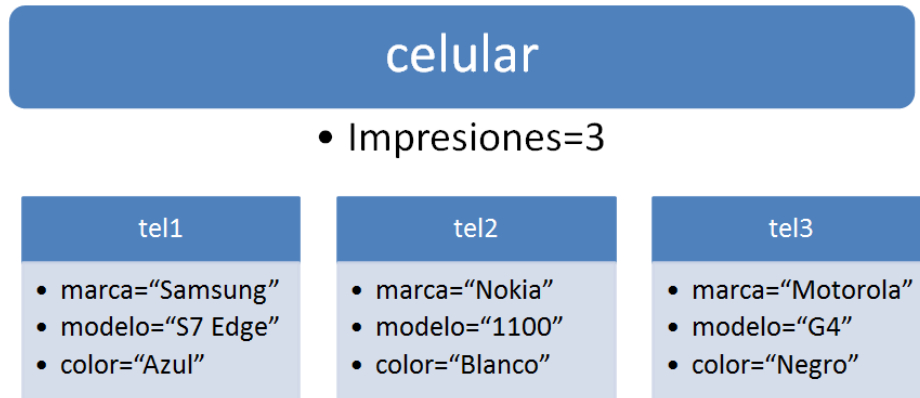 celular
• Impresiones=3
tel1
• marca=“Samsung”
• modelo=“S7 Edge”
• color=“Azul”
tel2
• marca=“Nokia”
• modelo=“1100”
• color=“Blanco”
tel3
• marca=“Motorola”
• modelo=“G4”
• color=“Negro”